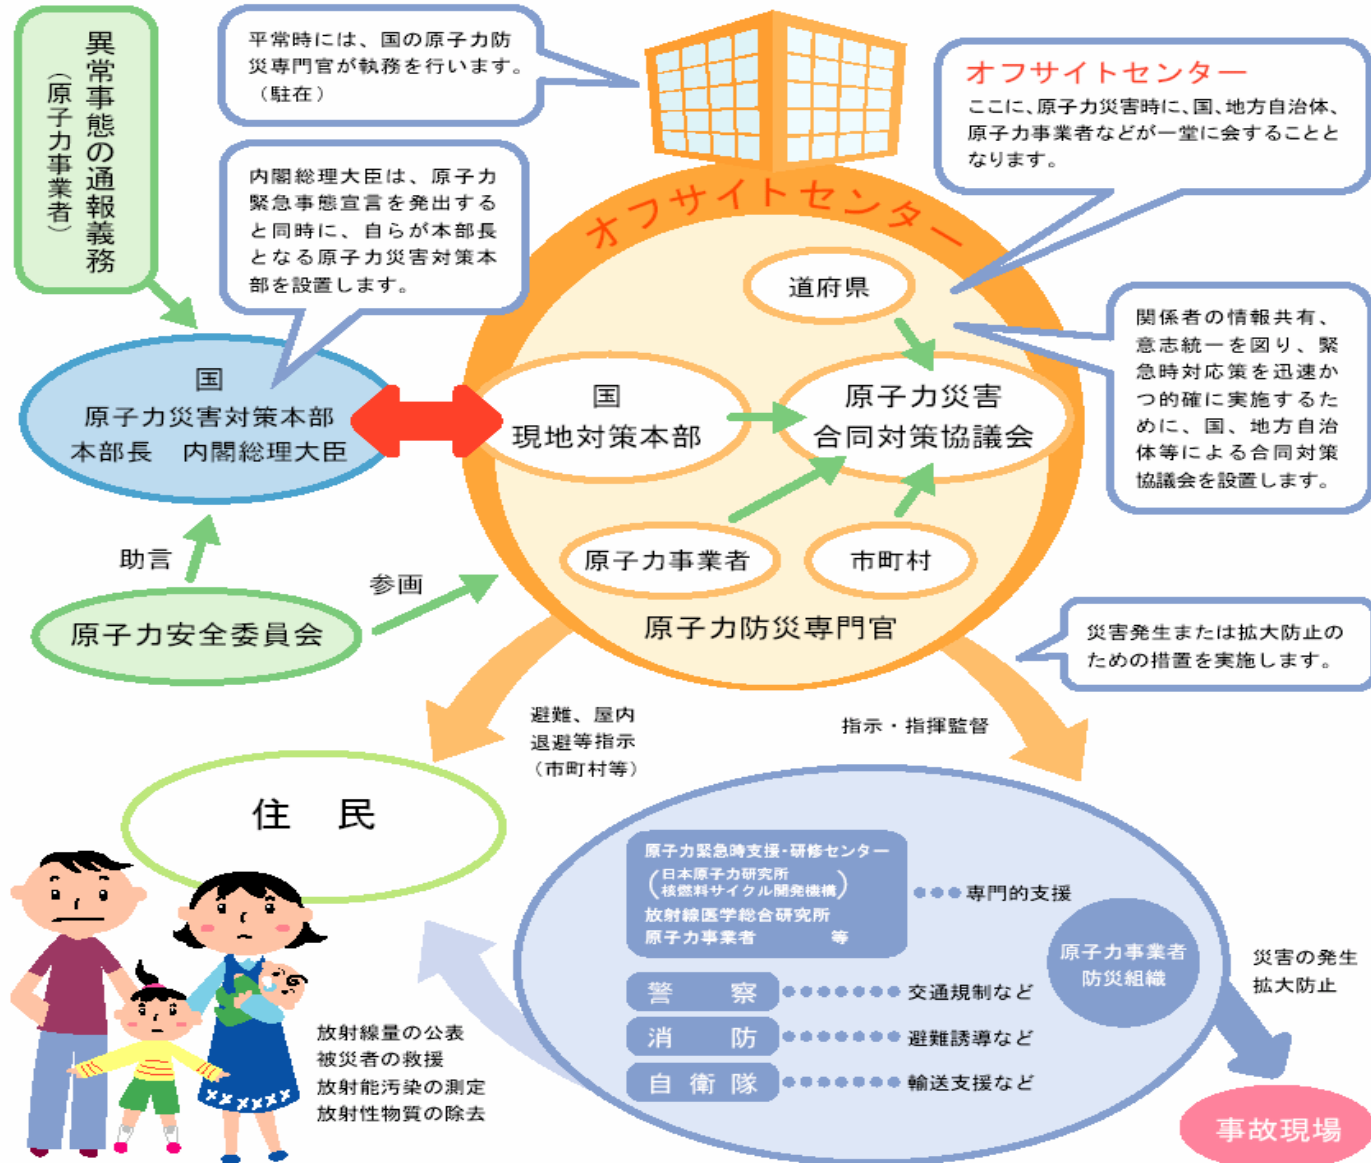 異常事態の通報義務
（原子力事業者）
平常時には、国の原子力防
災専門官が執務を行います。
（駐在）
内閣総理大臣は、原子力
緊急事態宣言を発出する
と同時に、自らが本部長
となる原子力災害対策本
部を設置します。
オフサイトセンター
ここに、原子力災害時に、国、地方自治体、
原子力事業者などが一堂に会することと
なります。
オフサイトセンター
道府県
関係者の情報共有、
意志統一を図り、緊
急時対応策を迅速か
つ的確に実施するた
めに、国、地方自治
体等による合同対策
協議会を設置します。
国
原子力災害対策本部
本部長　内閣総理大臣
国
現地対策本部
原子力災害
合同対策協議会
原子力事業者
市町村
原子力防災専門官
助言
参画
原子力安全委員会
災害発生または拡大防止の
ための措置を実施します。
避難、屋内
退避等指示
（市町村等）
指示・指揮監督
住　民
原子力緊急時支援・研修センター
（日本原子力研究所
核燃料サイクル開発機構）
放射線医学総合研究所
原子力事業者　　等
専門的支援
原子力事業者
防災組織
災害の発生
拡大防止
警　察
交通規制など
消　防
避難誘導など
自衛隊
輸送支援など
放射線量の公表
被災者の救援
放射能汚染の測定
放射性物質の除去
事故現場